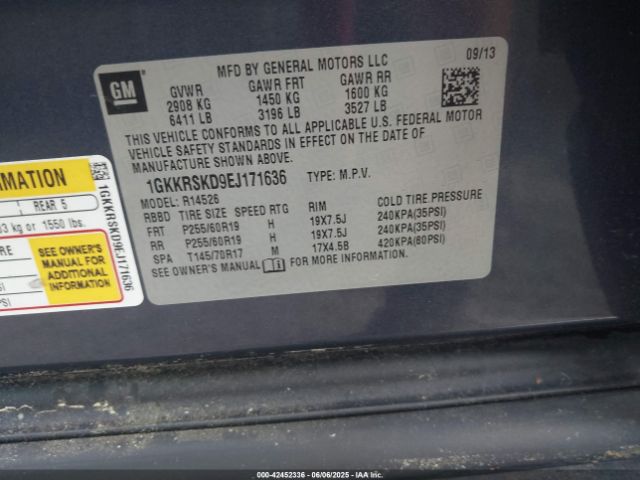 MFD BY GENERAL MOTORS LLC
09/13
GM
GVWR GAWR FRT GAWR RR
2908 KG 1450 KG 1600 KG
6411 LB 3196 LB 3527 LB
THIS VEHICLE CONFORMS TO ALL APPLICABLE U.S. FEDERAL MOTOR
VEHICLE SAFETY STANDARDS IN EFFECT ON THE DATE OF
MANUFACTURE SHOWN ABOVE.
1GKKRSKD9EJ171636 TYPE: M.P.V.
R14526
RBBD TIRE SIZE SPEED RTG RIM COLD TIRE PRESSURE
FRT P255/60R19 H 19X7.5J 240KPA(35PSI)
RR P255/60R19 H 19X7.5J 240KPA(35PSI)
SPA T145/70R17 M 17X4.5B 420KPA(60PSI)
SEE OWNER'S MANUAL FOR MORE INFORMATION.
REAR 5
kg or 1550 lbs.
SEE OWNER'S
MANUAL FOR
ADDITIONAL
INFORMATION
1GKKRSKD9EJ171636
00-42452336 | 06/06/2025 - IAAI.COM